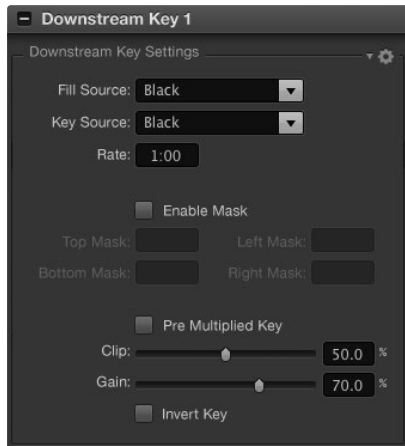 Downstream Key 1
Downstream Key Settings
Fill Source: Black
Key Source: Black
Rate: 1:00
Enable Mask
Top Mask: Left Mask:
Bottom Mask: Right Mask:
Pre Multiplied Key
Clip: 50.0 %
Gain: 70.0 %
Invert Key